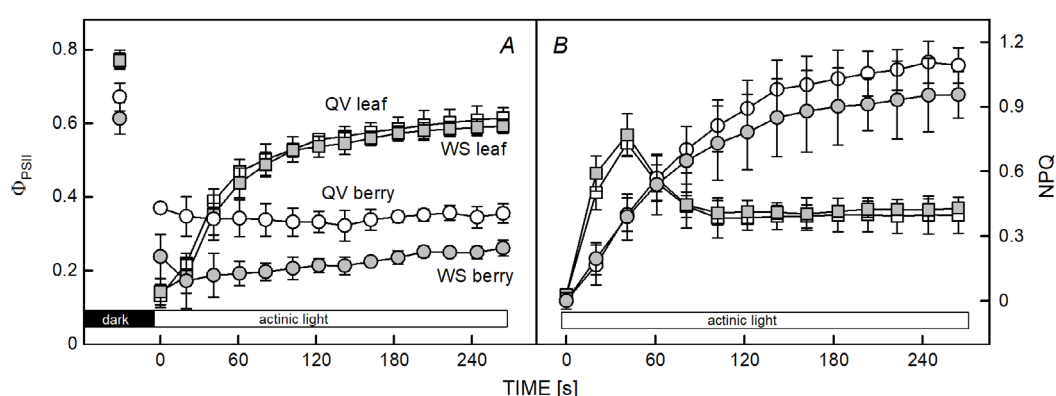 A
B
0.8
0.6
0.4
0.2
0
ΦPSII
QV leaf
WS leaf
QV berry
WS berry
dark
actinic light
actinic light
1.2
0.9
0.6
0.3
0
NPQ
0 60 120 180 240
0 60 120 180 240
TIME [s]